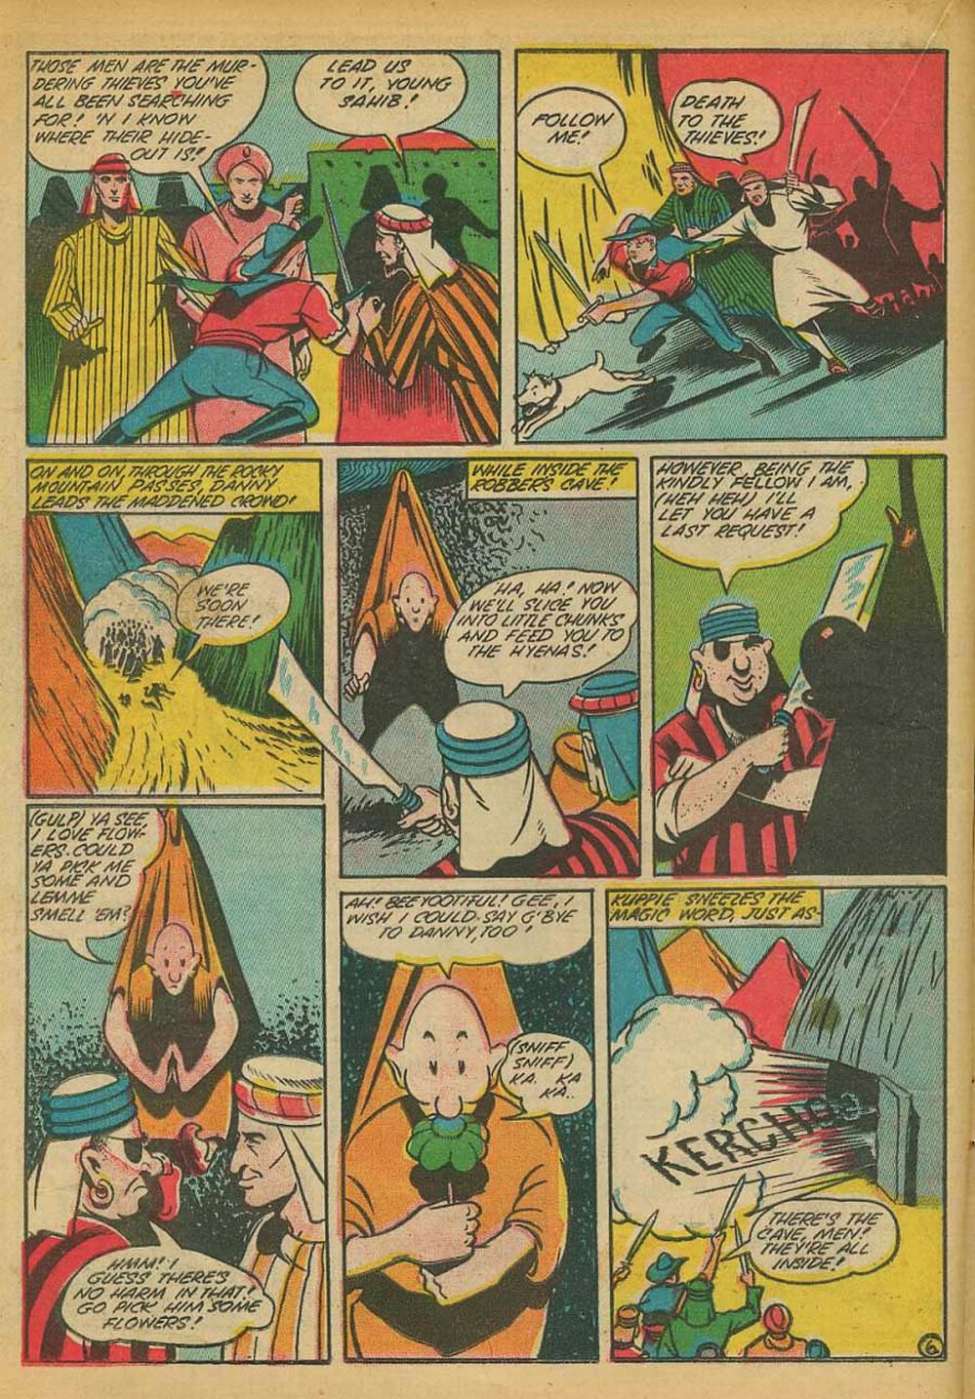 THOSE MEN ARE THE MUR-
DERING THIEVES YOU'VE
ALL BEEN SEARCHING
FOR! 'N I KNOW
WHERE THEIR HIDE-
OUT IS!
LEAD US
TO IT, YOUNG
SAHIB!
FOLLOW
ME!
DEATH
TO THE
THIEVES!
ON AND ON, THROUGH THE ROCKY
MOUNTAIN PASSES, DANNY
LEADS THE MADDENED CROWD!
WE'RE
SOON
THERE!
WHILE INSIDE THE
ROBBERS CAVE!
HA, HA! NOW
WE'LL SLICE YOU
INTO LITTLE CHUNKS
AND FEED YOU TO
THE HYENAS!
HOWEVER, BEING THE
KINDLY FELLOW I AM,
(HEH HEH) I'LL
LET YOU HAVE A
LAST REQUEST!
(GULP) YA SEE,
I LOVE FLOW-
ERS. COULD
YA PICK ME
SOME AND
LEMME
SMELL 'EM?
HMM! I
GUESS THERE'S
NO HARM IN THAT!
GO PICK HIM SOME
FLOWERS!
AH! BEEYOOTIFUL! GEE, I
WISH I COULD SAY G'BYE
TO DANNY, TOO!
(SNIFF
SNIFF)
KA. KA
KA..
KUPPIE SNEEZES THE
MAGIC WORD, JUST AS-
KERCHOO
THERE'S THE
CAVE, MEN!
THEY'RE ALL
INSIDE!
6